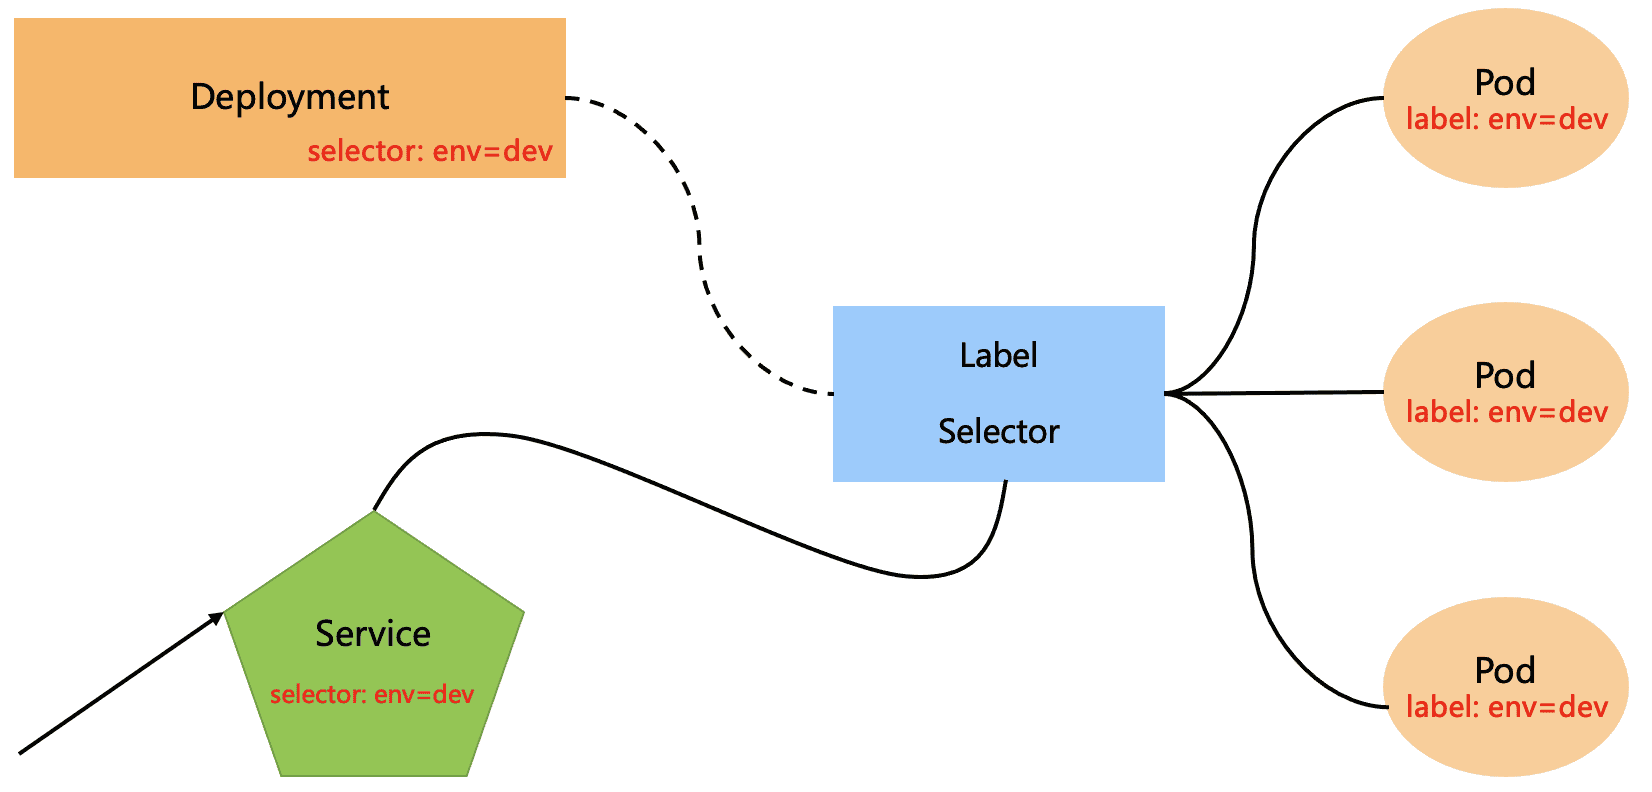 Deployment
selector: env=dev
Label
Selector
Service
selector: env=dev
Pod
label: env=dev
Pod
label: env=dev
Pod
label: env=dev